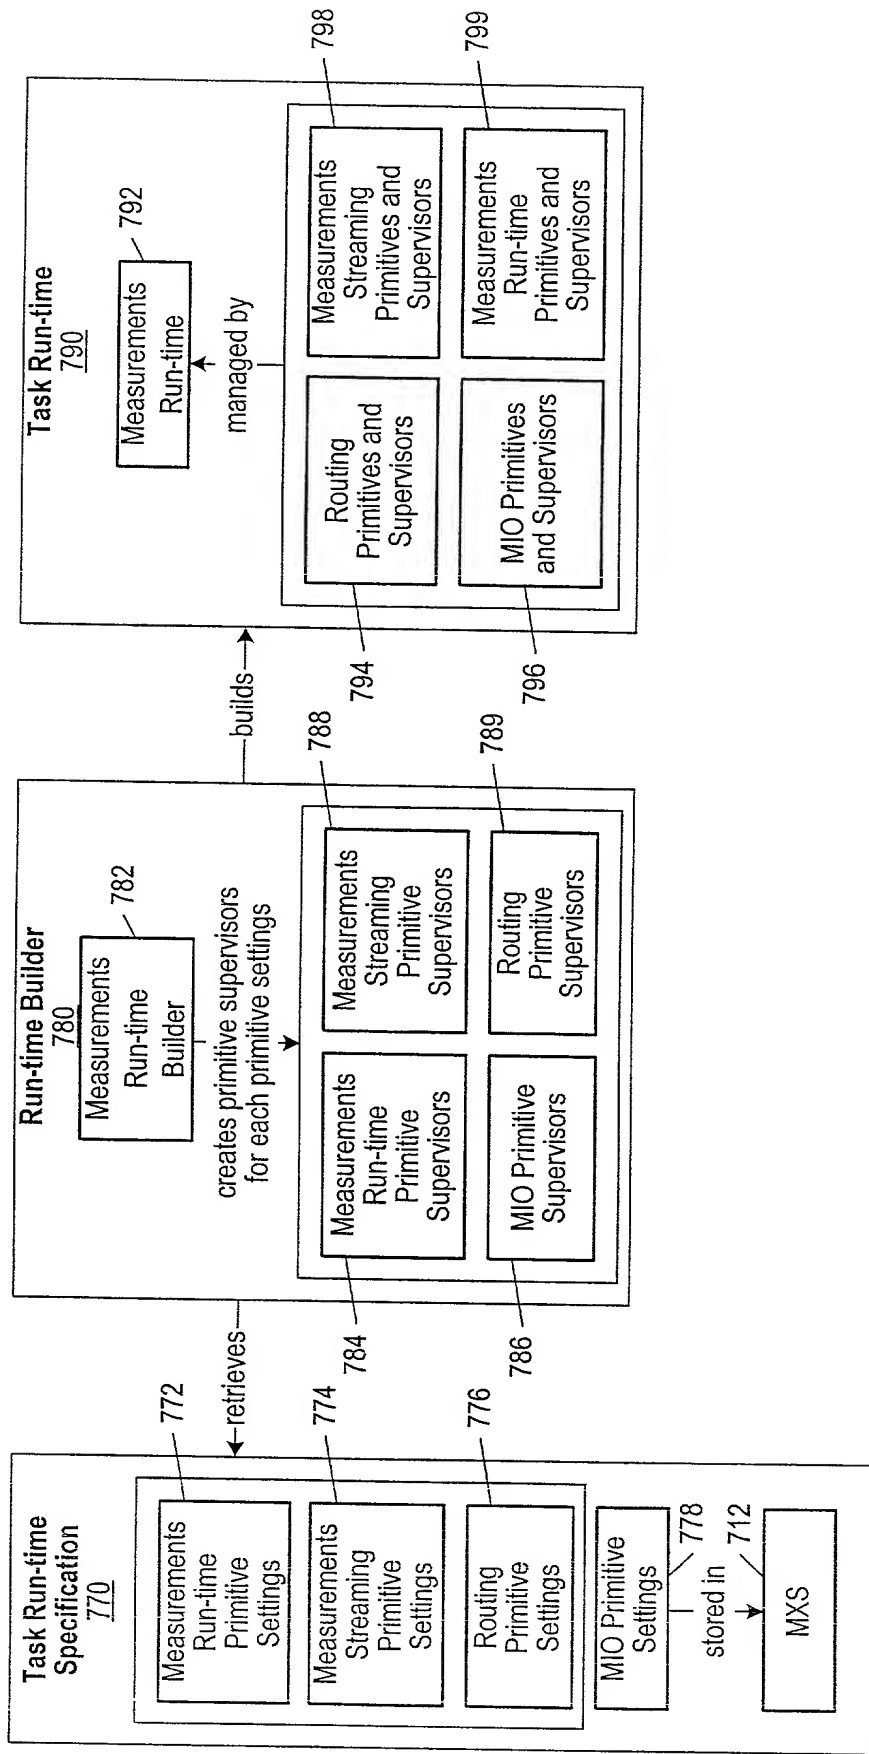 Task Run-time
Specification
770
772
Measurements
Run-time
Primitive
Settings
774
Measurements
Streaming
Primitive
Settings
776
Routing
Primitive
Settings
MIO Primitive
Settings
778
stored in
712
MXS
retrieves
Run-time Builder
780
782
Measurements
Run-time
Builder
creates primitive supervisors
for each primitive settings
784
Measurements
Run-time
Primitive
Supervisors
788
Measurements
Streaming
Primitive
Supervisors
786
MIO Primitive
Supervisors
789
Routing
Primitive
Supervisors
builds
Task Run-time
790
792
Measurements
Run-time
managed by
794
Routing
Primitives and
Supervisors
798
Measurements
Streaming
Primitives and
Supervisors
796
MIO Primitives
and Supervisors
799
Measurements
Run-time
Primitives and
Supervisors